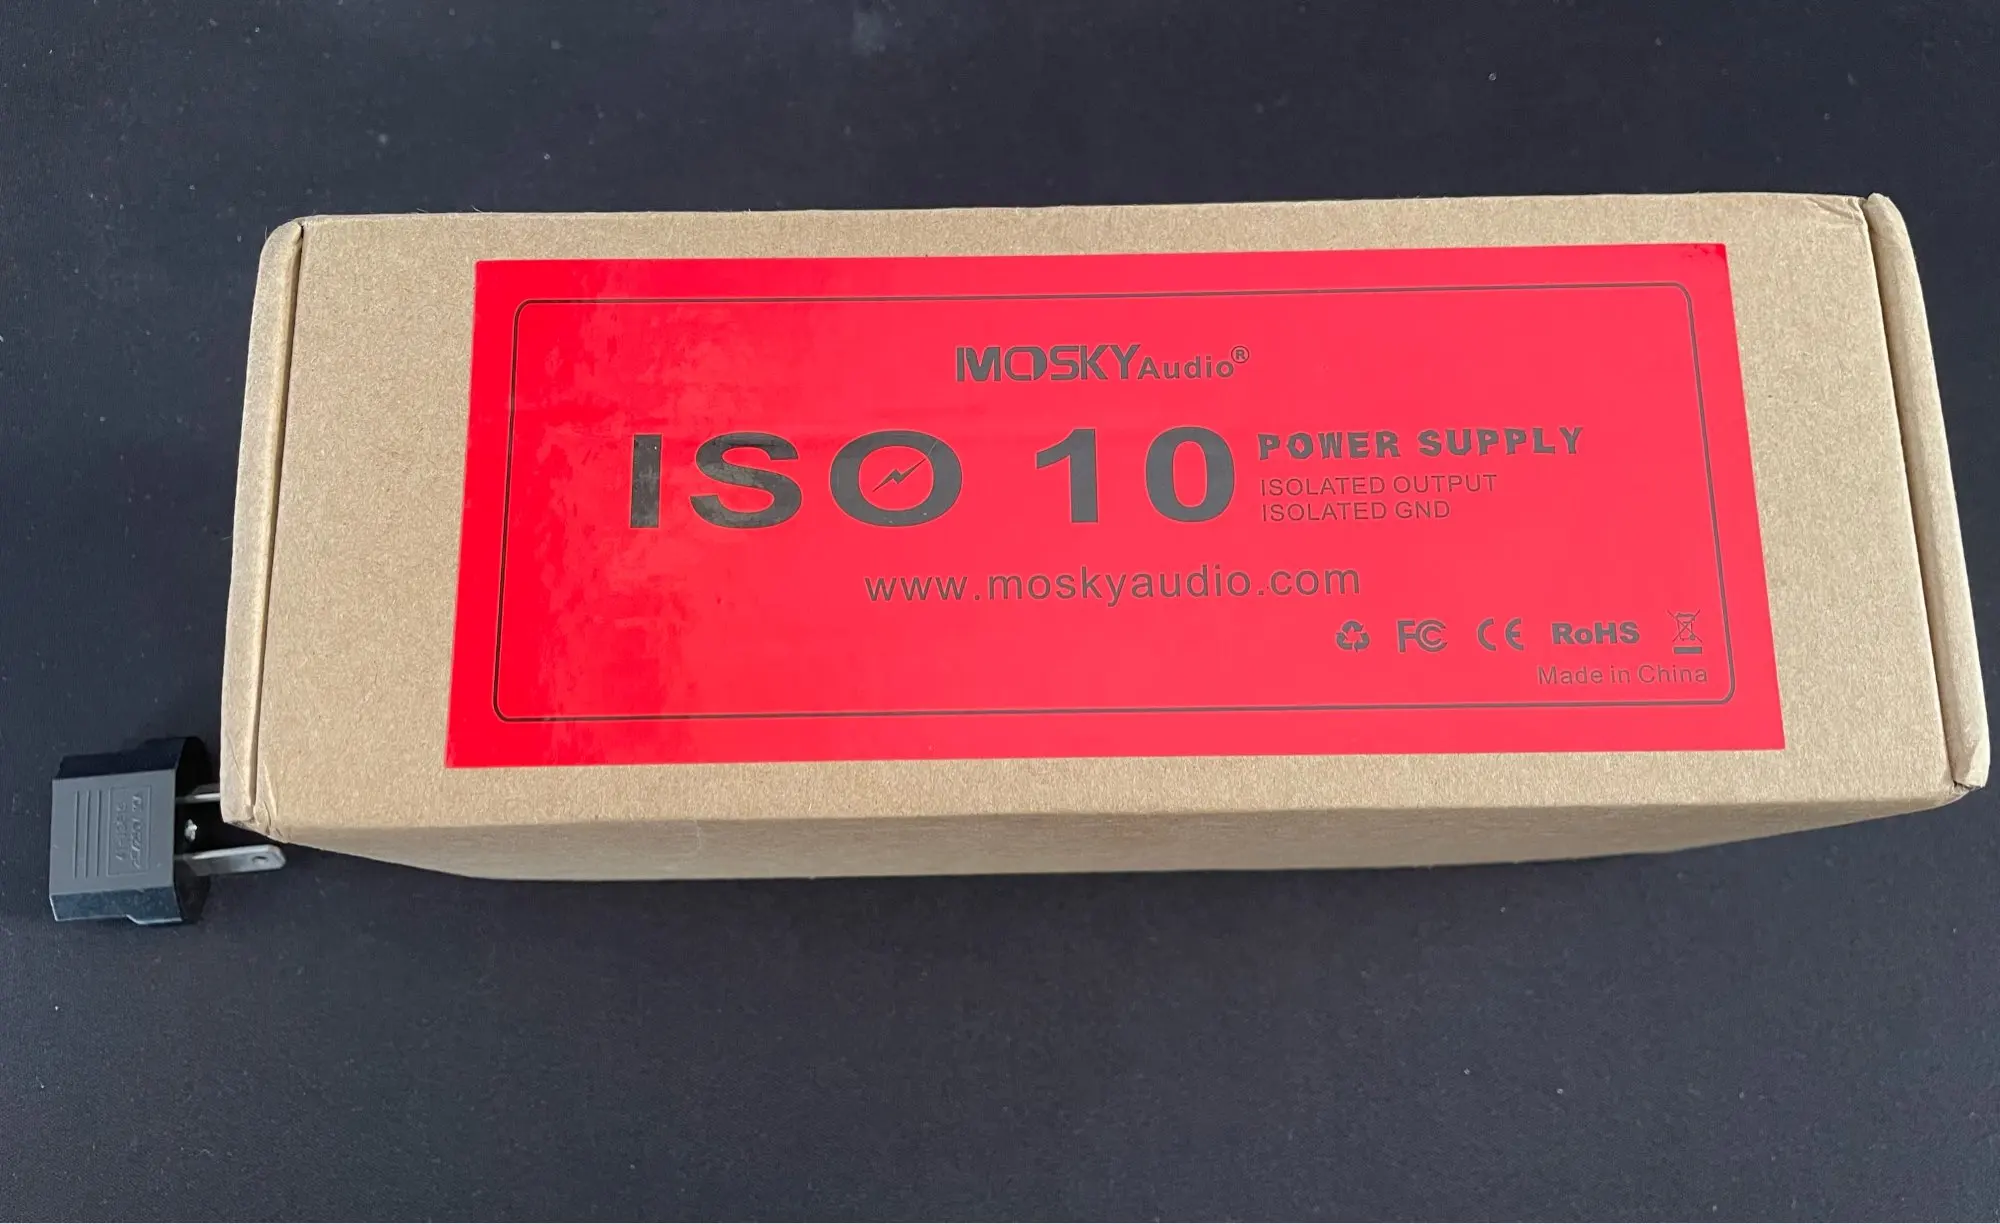 MOSKYAudio®
ISO 10
POWER SUPPLY
ISOLATED OUTPUT
ISOLATED GND
www.moskyaudio.com
FC CE RoHS
Made in China